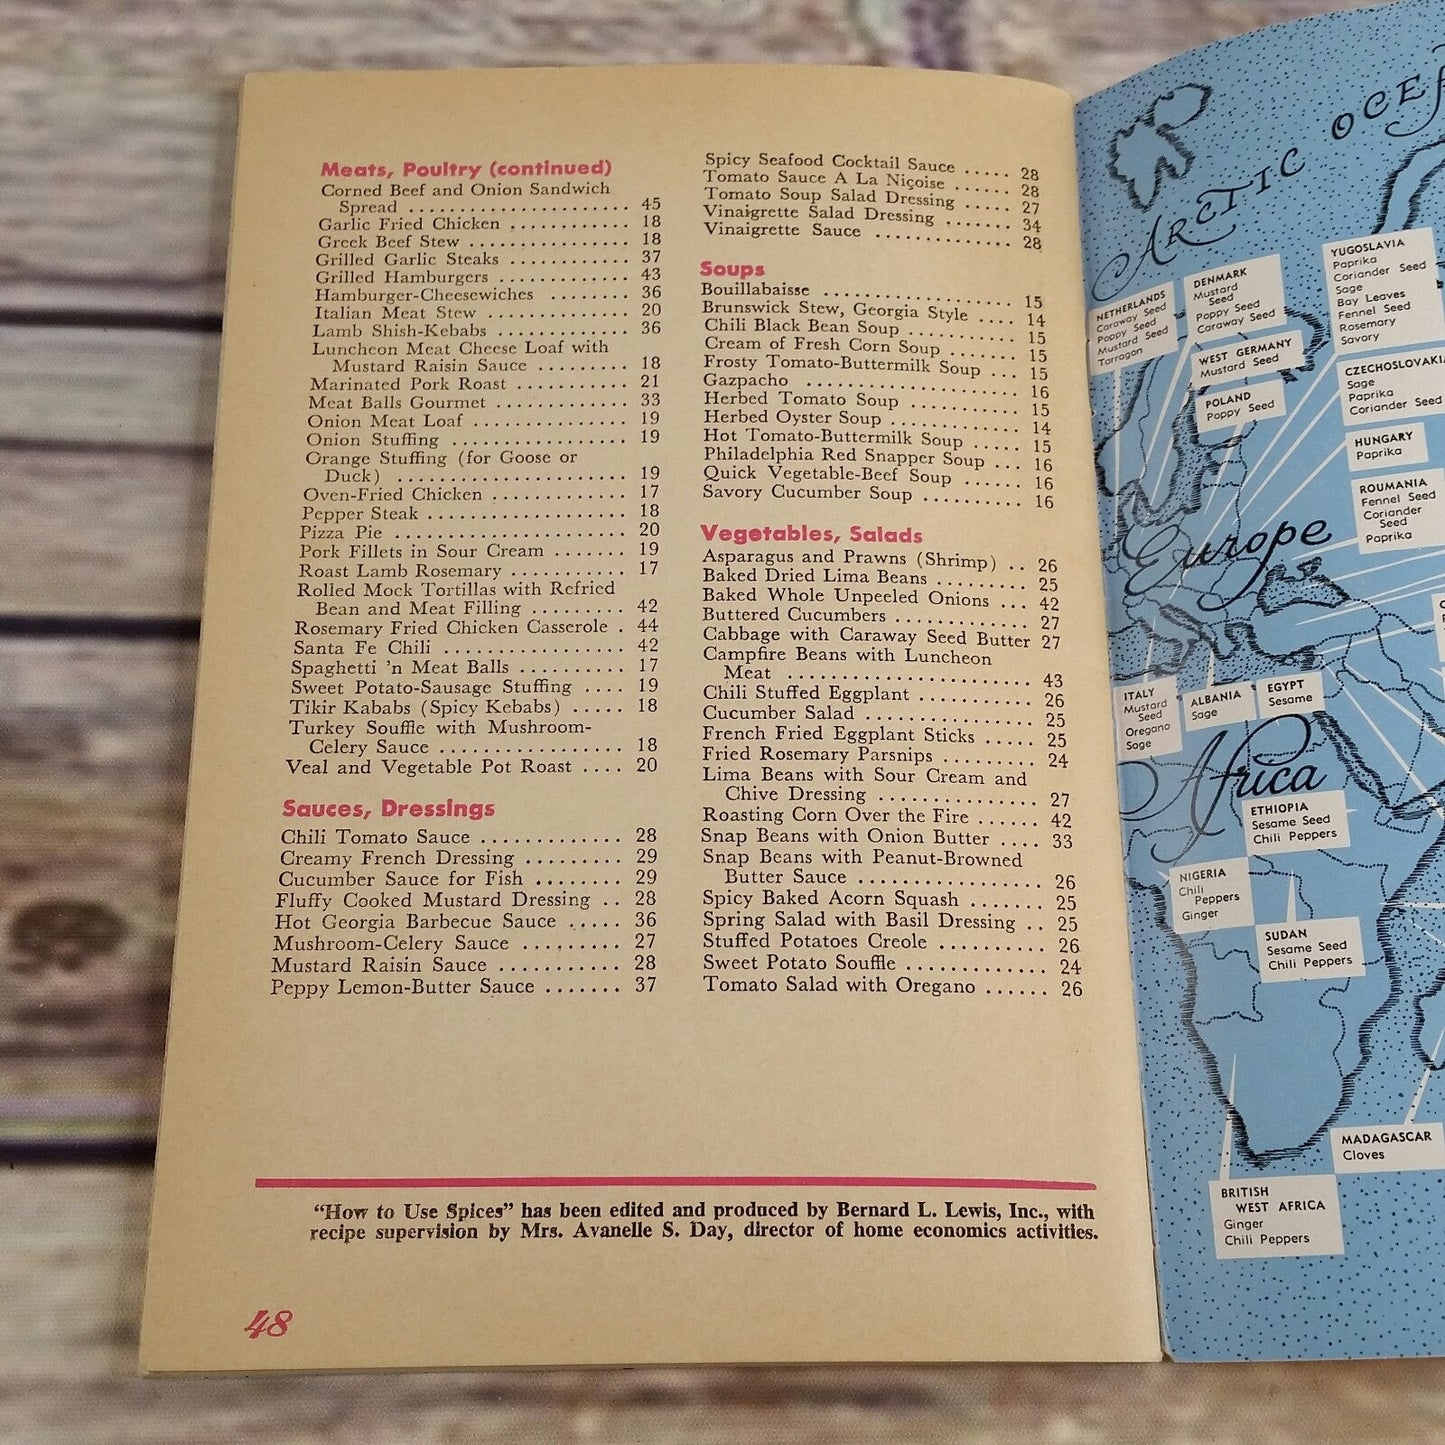 Meats, Poultry (continued)
Corned Beef and Onion Sandwich
Spread ...................... 45
Garlic Fried Chicken ............ 18
Greek Beef Stew ................ 18
Grilled Garlic Steaks ............. 37
Grilled Hamburgers .............. 43
Hamburger-Cheesewiches ........ 36
Italian Meat Stew ............... 20
Lamb Shish-Kebabs .............. 36
Luncheon Meat Cheese Loaf with
Mustard Raisin Sauce ......... 18
Marinated Pork Roast ........... 21
Meat Balls Gourmet ............. 33
Onion Meat Loaf ............... 19
Onion Stuffing ................. 19
Orange Stuffing (for Goose or
Duck) ...................... 19
Oven-Fried Chicken ............. 17
Pepper Steak ................... 18
Pizza Pie ...................... 20
Pork Fillets in Sour Cream ....... 19
Roast Lamb Rosemary ........... 17
Rolled Mock Tortillas with Refried
Bean and Meat Filling ......... 42
Rosemary Fried Chicken Casserole . 44
Santa Fe Chili .................. 42
Spaghetti 'n Meat Balls .......... 17
Sweet Potato-Sausage Stuffing .... 19
Tikir Kababs (Spicy Kebabs) ..... 18
Turkey Souffle with Mushroom-
Celery Sauce ................. 18
Veal and Vegetable Pot Roast .... 20
Sauces, Dressings
Chili Tomato Sauce ............. 28
Creamy French Dressing ......... 29
Cucumber Sauce for Fish ........ 29
Fluffy Cooked Mustard Dressing .. 28
Hot Georgia Barbecue Sauce ..... 36
Mushroom-Celery Sauce ......... 27
Mustard Raisin Sauce ........... 28
Peppy Lemon-Butter Sauce ....... 37
Spicy Seafood Cocktail Sauce ..... 28
Tomato Sauce A La Niçoise ...... 28
Tomato Soup Salad Dressing ..... 27
Vinaigrette Salad Dressing ....... 34
Vinaigrette Sauce ............. 28
Soups
Bouillabaisse .................. 15
Brunswick Stew, Georgia Style .... 14
Chili Black Bean Soup .......... 15
Cream of Fresh Corn Soup ....... 15
Frosty Tomato-Buttermilk Soup ... 15
Gazpacho .................... 16
Herbed Tomato Soup ........... 15
Herbed Oyster Soup ............ 14
Hot Tomato-Buttermilk Soup ..... 15
Philadelphia Red Snapper Soup ... 16
Quick Vegetable-Beef Soup ...... 16
Savory Cucumber Soup ......... 16
Vegetables, Salads
Asparagus and Prawns (Shrimp) .. 26
Baked Dried Lima Beans ......... 25
Baked Whole Unpeeled Onions ... 42
Buttered Cucumbers ............ 27
Cabbage with Caraway Seed Butter 27
Campfire Beans with Luncheon
Meat ....................... 43
Chili Stuffed Eggplant ........... 26
Cucumber Salad ................ 25
French Fried Eggplant Sticks ..... 25
Fried Rosemary Parsnips ......... 24
Lima Beans with Sour Cream and
Chive Dressing ............... 27
Roasting Corn Over the Fire ...... 42
Snap Beans with Onion Butter .... 33
Snap Beans with Peanut-Browned
Butter Sauce ................. 26
Spicy Baked Acorn Squash ....... 25
Spring Salad with Basil Dressing .. 25
Stuffed Potatoes Creole .......... 26
Sweet Potato Souffle ............. 24
Tomato Salad with Oregano ...... 26
"How to Use Spices" has been edited and produced by Bernard L. Lewis, Inc., with
recipe supervision by Mrs. Avanelle S. Day, director of home economics activities.
48
ARCTIC
NETHERLANDS
Caraway Seed
Poppy Seed
Mustard Seed
Tarragon
DENMARK
Mustard
Seed
Poppy Seed
Caraway Seed
WEST GERMANY
Mustard Seed
POLAND
Poppy Seed
YUGOSLAVIA
Paprika
Coriander Seed
Sage
Bay Leaves
Fennel Seed
Rosemary
Savory
Sage
Paprika
Coriander Seed
HUNGARY
Paprika
ROUMANIA
Fennel Seed
Coriander
Seed
Paprika
Europe
ITALY
Mustard
Seed
Oregano
Sage
ALBANIA
Sage
EGYPT
Sesame
Africa
ETHIOPIA
Sesame Seed
Chili Peppers
NIGERIA
Chili
Peppers
Ginger
SUDAN
Sesame Seed
Chili Peppers
MADAGASCAR
Cloves
BRITISH
WEST AFRICA
Ginger
Chili Peppers